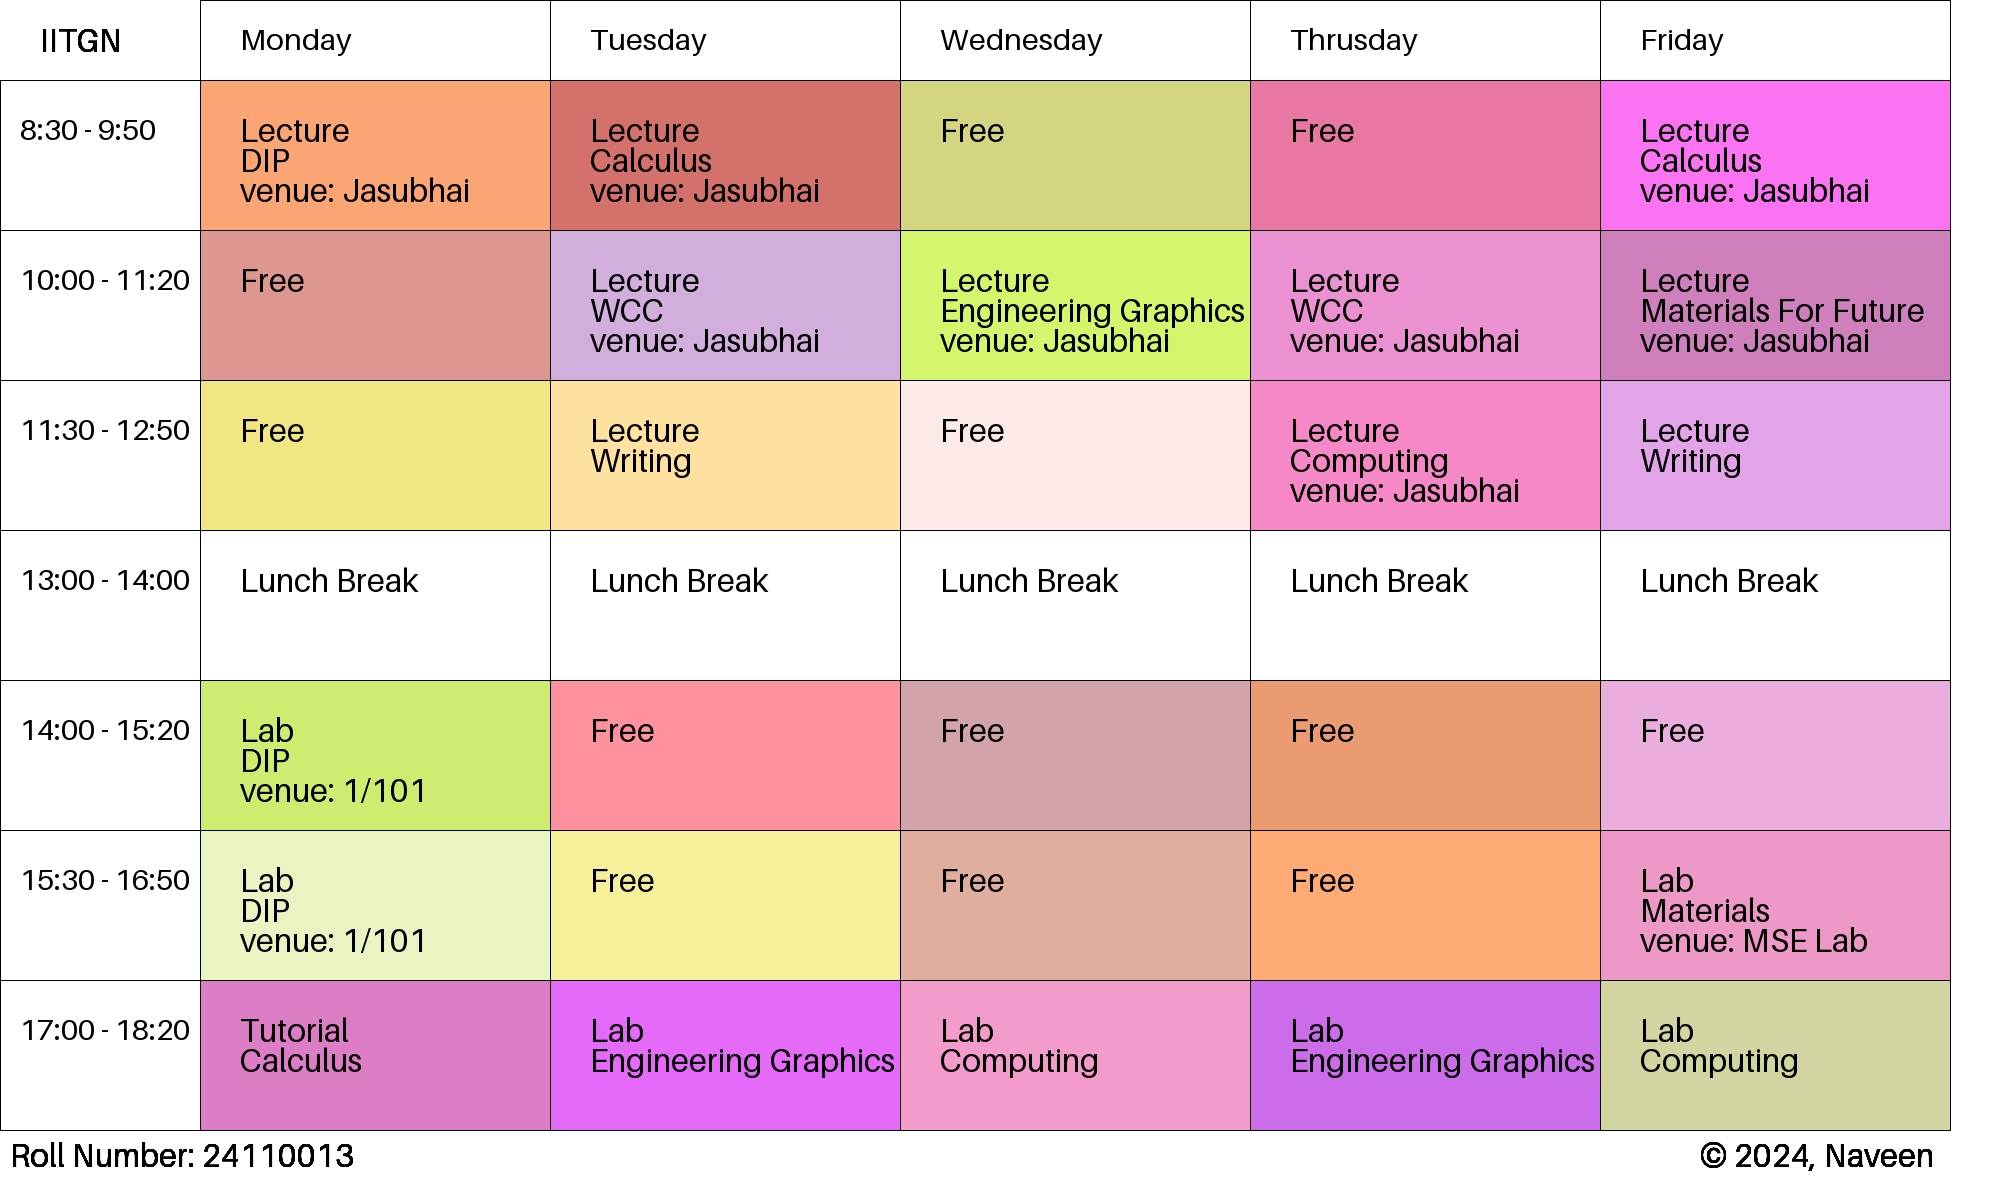 IITGN
Monday
Tuesday
Wednesday
Thrusday
Friday
8:30 - 9:50
Lecture
DIP
venue: Jasubhai
Lecture
Calculus
venue: Jasubhai
Free
Free
Lecture
Calculus
venue: Jasubhai
10:00 - 11:20
Free
Lecture
WCC
venue: Jasubhai
Lecture
Engineering Graphics
venue: Jasubhai
Lecture
WCC
venue: Jasubhai
Lecture
Materials For Future
venue: Jasubhai
11:30 - 12:50
Free
Lecture
Writing
Free
Lecture
Computing
venue: Jasubhai
Lecture
Writing
13:00 - 14:00
Lunch Break
Lunch Break
Lunch Break
Lunch Break
Lunch Break
14:00 - 15:20
Lab
DIP
venue: 1/101
Free
Free
Free
Free
15:30 - 16:50
Lab
DIP
venue: 1/101
Free
Free
Free
Lab
Materials
venue: MSE Lab
17:00 - 18:20
Tutorial
Calculus
Lab
Engineering Graphics
Lab
Computing
Lab
Engineering Graphics
Lab
Computing
Roll Number: 24110013
© 2024, Naveen